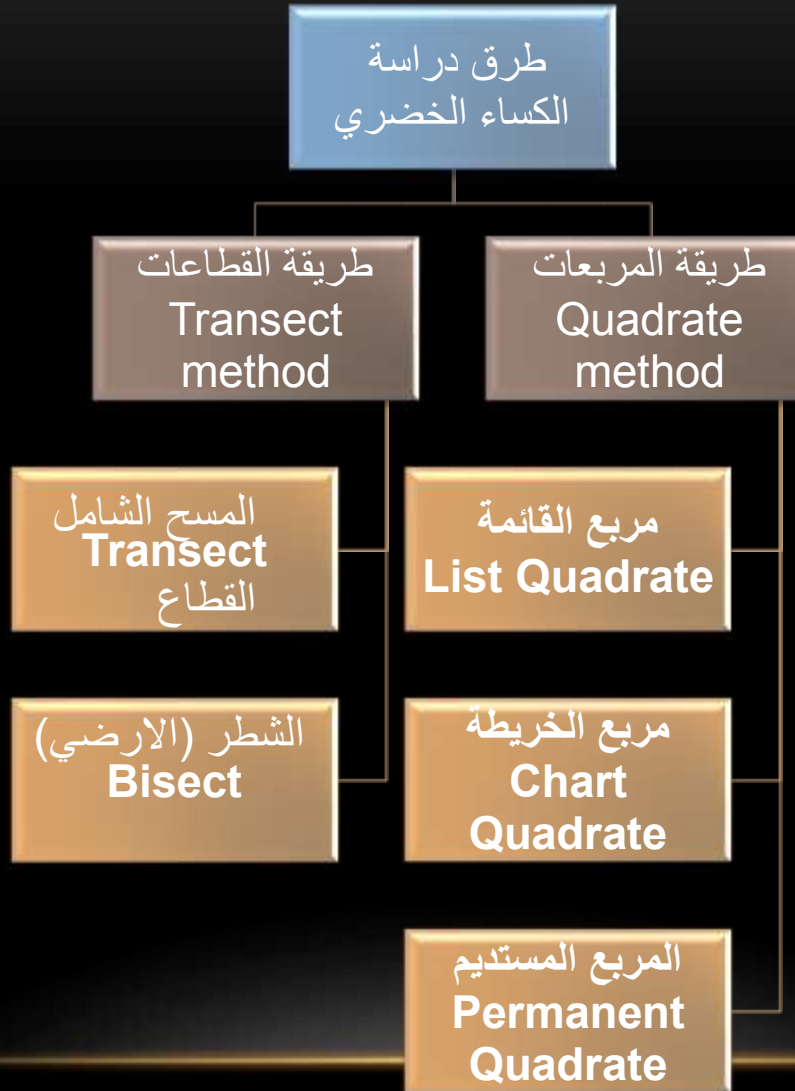 طرق دراسة
الكساء الخضري
طريقة المربعات
Quadrate
method
طريقة القطاعات
Transect
method
مربع القائمة
List Quadrate
مربع الخريطة
Chart
Quadrate
المربع المستديم
Permanent
Quadrate
المسح الشامل
Transect
القطاع
الشطر (الارضي)
Bisect